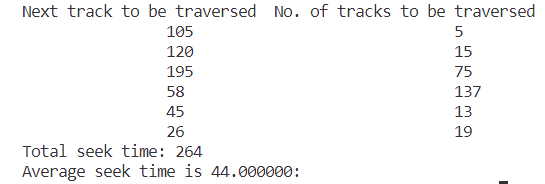 Next track to be traversed  No. of tracks to be traversed
105 5
120 15
195 75
58 137
45 13
26 19
Total seek time: 264
Average seek time is 44.000000: